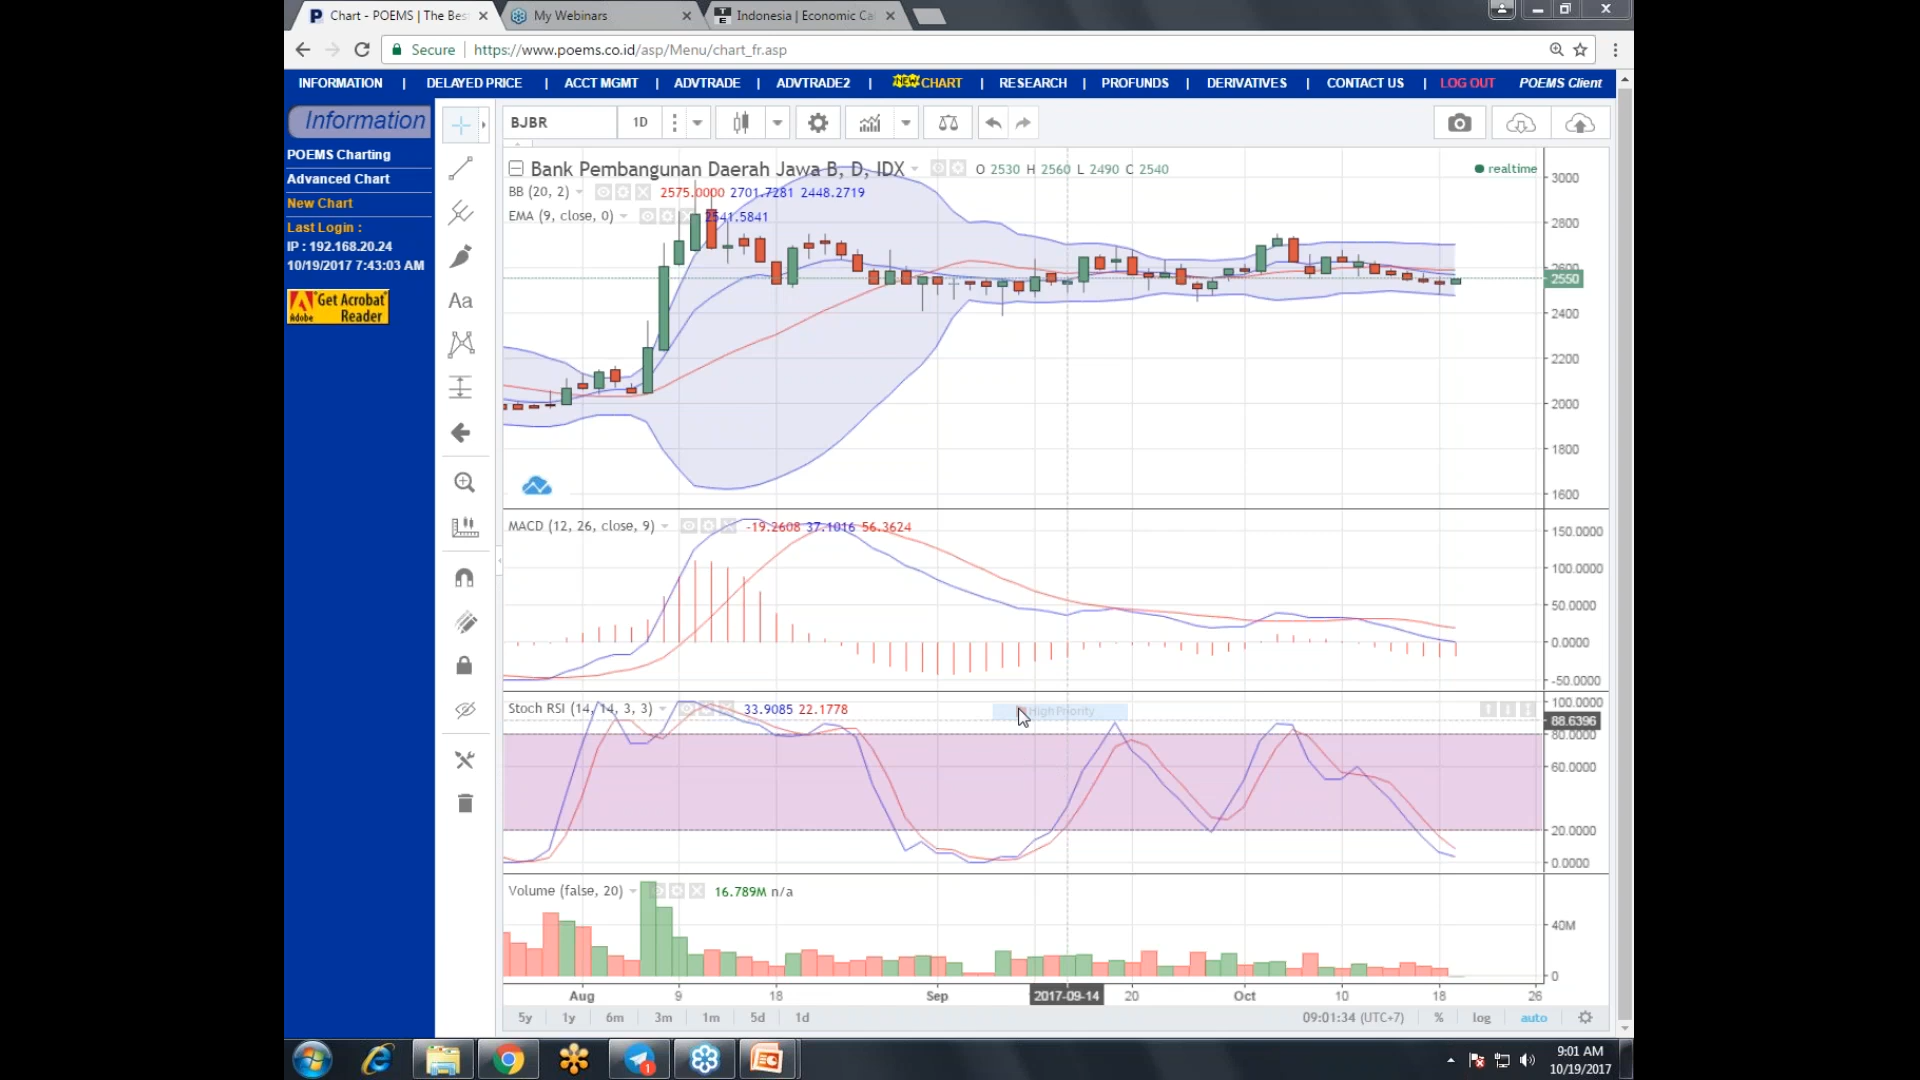 Chart - POEMS | The Bes
My Webinars
Indonesia | Economic Ca
Secure
https://www.poems.co.id/asp/Menu/chart_fr.asp
INFORMATION | DELAYED PRICE | ACCT MGMT | ADVTRADE | ADVTRADE2 | NEW CHART | RESEARCH | PROFUNDS | DERIVATIVES | CONTACT US | LOG OUT POEMS Client
Information
POEMS Charting
Advanced Chart
New Chart
Last Login :
IP : 192.168.20.24
10/19/2017 7:43:03 AM
Get Acrobat
Adobe Reader
Aa
BJBR 1D
Bank Pembangunan Daerah Jawa B, D, IDX O 2530 H 2560 L 2490 C 2540 realtime
BB (20, 2) 2575.0000 2701.7281 2448.2719
EMA (9, close, 0) 2541.5841
3000
2800
2600
2550
2400
2200
2000
1800
1600
MACD (12, 26, close, 9) -19.2608 37.1016 56.3624
150.0000
100.0000
50.0000
0.0000
-50.0000
Stoch RSI (14, 14, 3, 3) 33.9085 22.1778
High Priority
100.0000
88.6396
80.0000
60.0000
20.0000
0.0000
Volume (false, 20) 16.789M n/a
40M
0
Aug 9 18 Sep 2017-09-14 20 Oct 10 18 26
5y 1y 6m 3m 1m 5d 1d 09:01:34 (UTC+7) % log auto
1
9:01 AM
10/19/2017